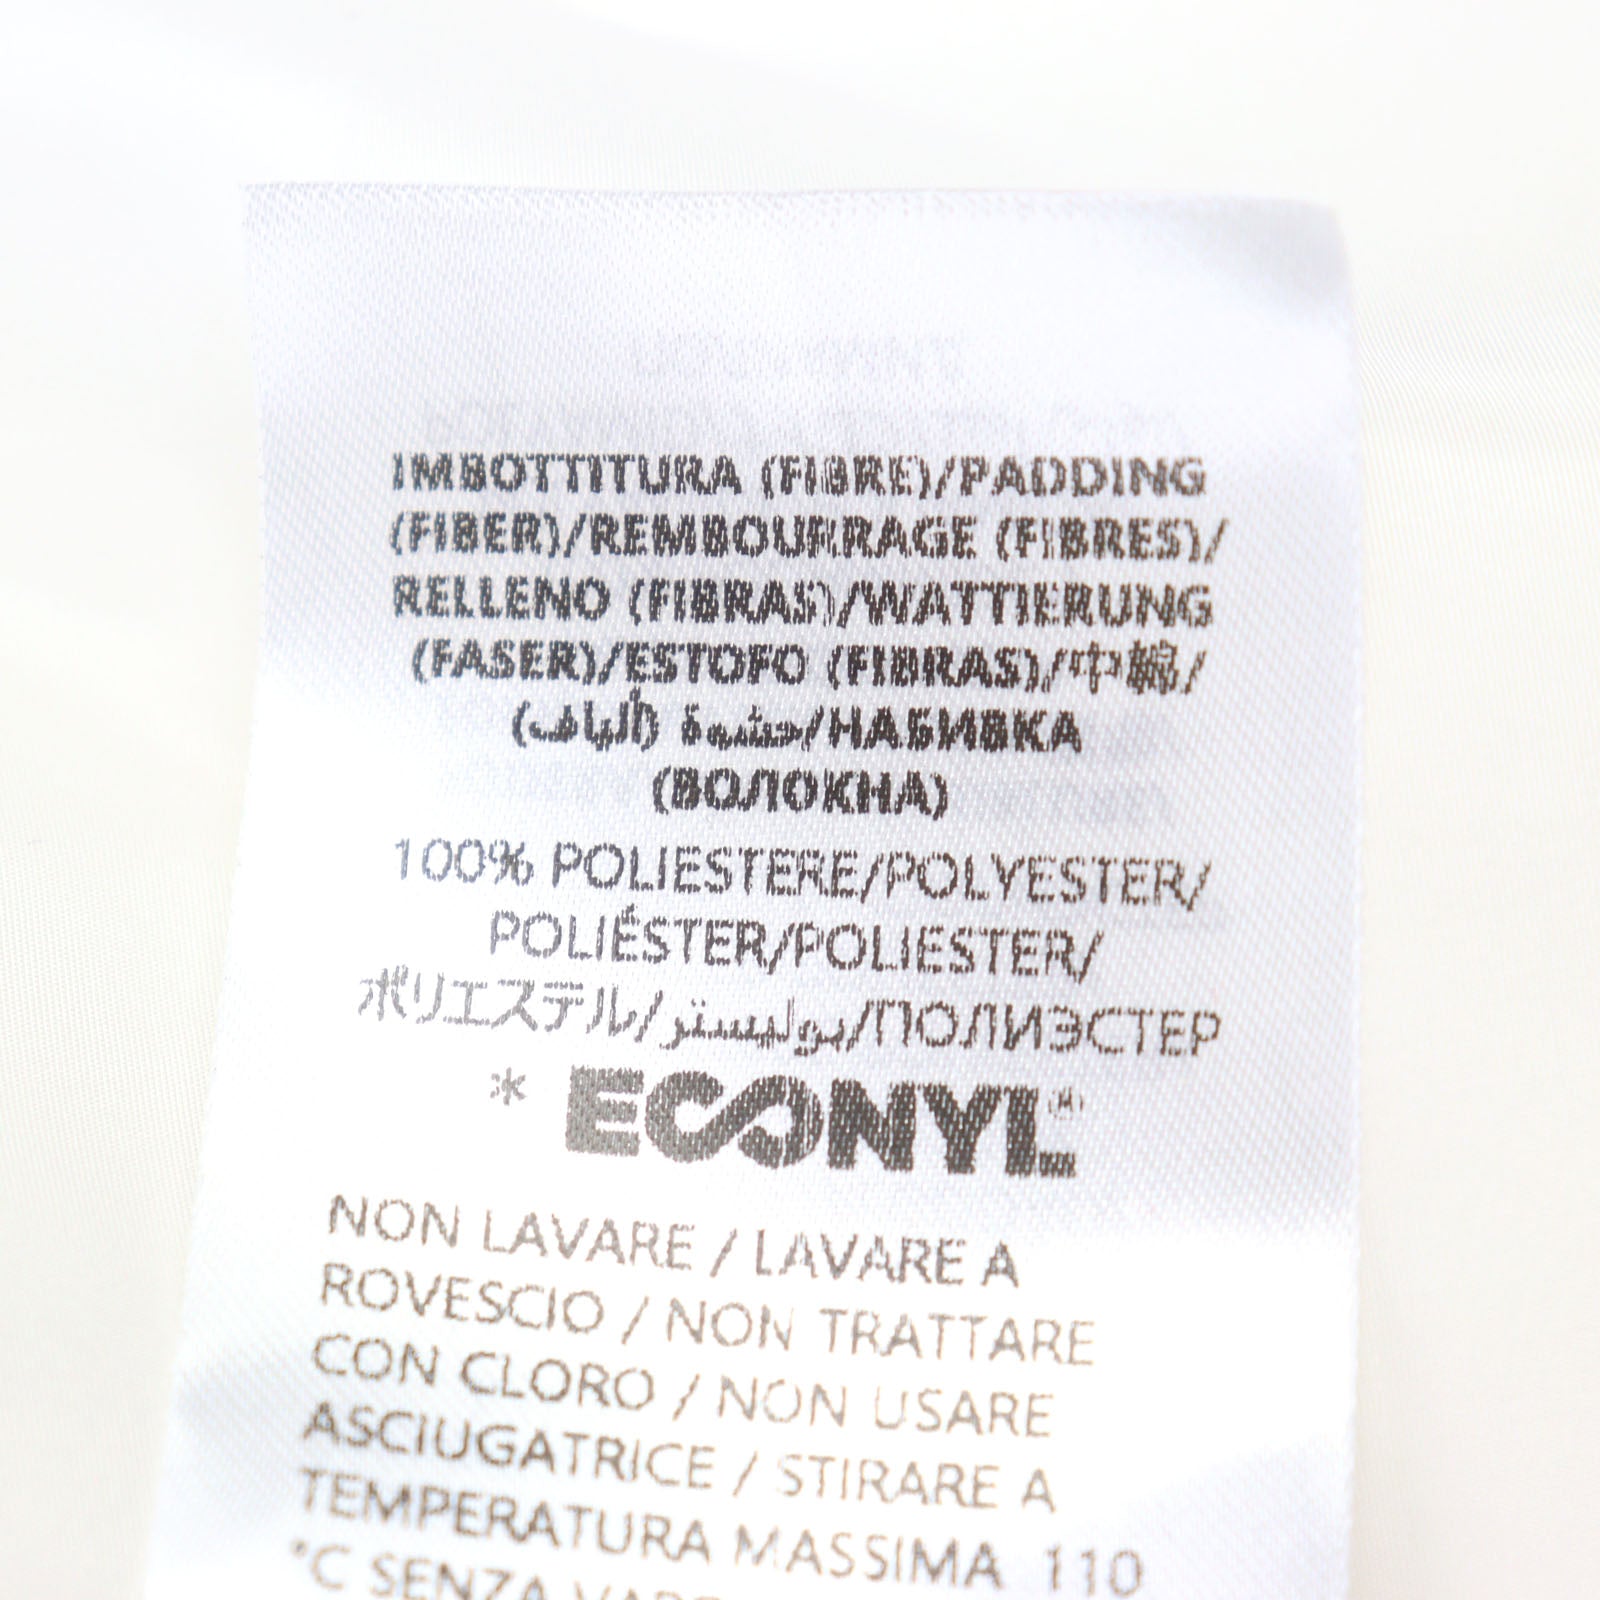 IMBOTTITURA (FIBRE)/PADDING
(FIBER)/REMBOURRAGE (FIBRES)/
RELLENO (FIBRAS)/WATTIERUNG
(FASER)/ESTOFO (FIBRAS)/中綿/
حشوة (ألياف)/НАБИВКА
(ВОЛОКНА)
100% POLIESTERE/POLYESTER/
POLIÉSTER/POLIESTER/
ポリエステル/بوليستر/ПОЛИЭСТЕР
* ECONYL®
NON LAVARE / LAVARE A
ROVESCIO / NON TRATTARE
CON CLORO / NON USARE
ASCIUGATRICE / STIRARE A
TEMPERATURA MASSIMA 110
°C SENZA